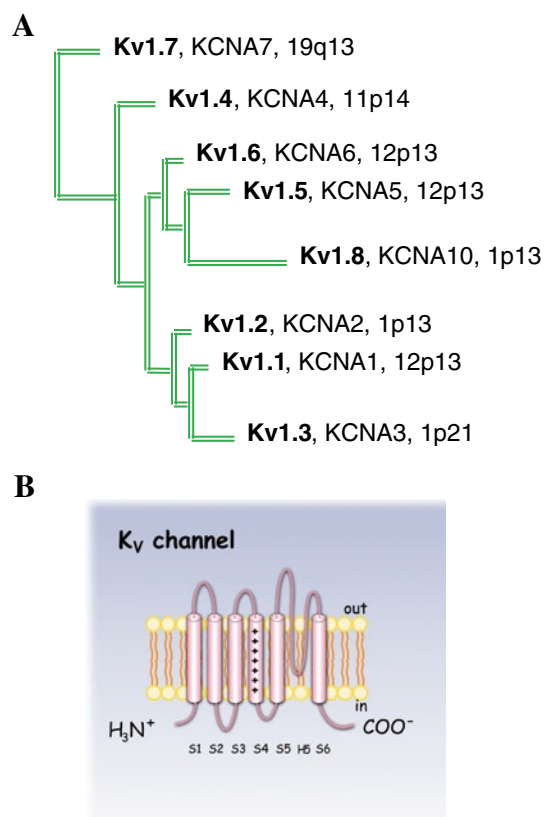 A
Kv1.7, KCNA7, 19q13
Kv1.4, KCNA4, 11p14
Kv1.6, KCNA6, 12p13
Kv1.5, KCNA5, 12p13
Kv1.8, KCNA10, 1p13
Kv1.2, KCNA2, 1p13
Kv1.1, KCNA1, 12p13
Kv1.3, KCNA3, 1p21
B
Kv channel
out
+
+
+
+
+
+
+
+
in
H₃N⁺ COO⁻
S1 S2 S3 S4 S5 H5 S6